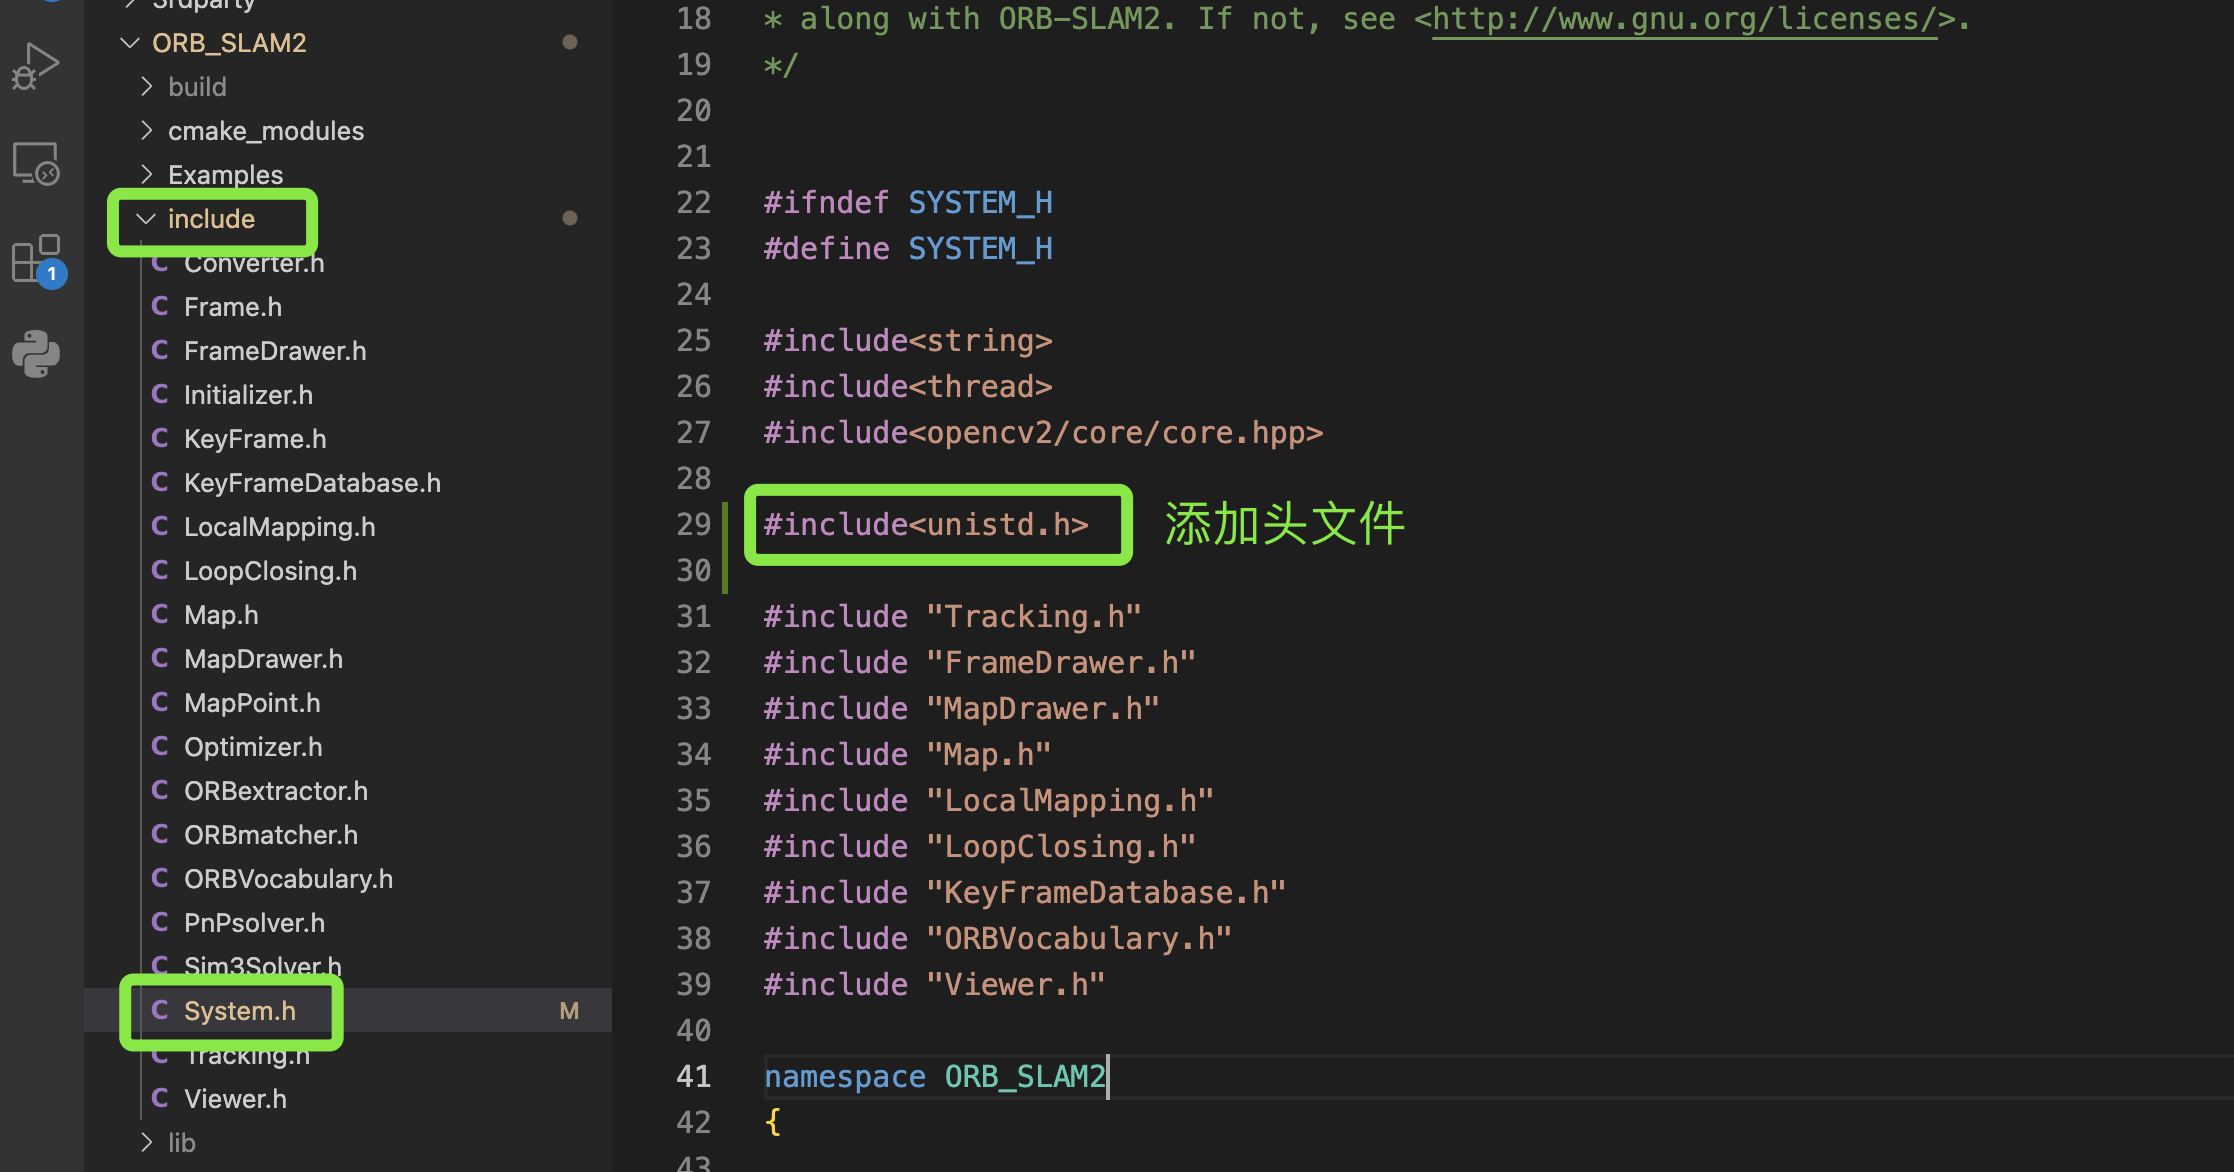 3rdparty
ORB_SLAM2
build
cmake_modules
Examples
include
Converter.h
Frame.h
FrameDrawer.h
Initializer.h
KeyFrame.h
KeyFrameDatabase.h
LocalMapping.h
LoopClosing.h
Map.h
MapDrawer.h
MapPoint.h
Optimizer.h
ORBextractor.h
ORBmatcher.h
ORBVocabulary.h
PnPsolver.h
Sim3Solver.h
System.h M
Tracking.h
Viewer.h
lib
1
18 * along with ORB-SLAM2. If not, see <http://www.gnu.org/licenses/>.
19 */
20
21
22 #ifndef SYSTEM_H
23 #define SYSTEM_H
24
25 #include<string>
26 #include<thread>
27 #include<opencv2/core/core.hpp>
28
29 #include<unistd.h> 添加头文件
30
31 #include "Tracking.h"
32 #include "FrameDrawer.h"
33 #include "MapDrawer.h"
34 #include "Map.h"
35 #include "LocalMapping.h"
36 #include "LoopClosing.h"
37 #include "KeyFrameDatabase.h"
38 #include "ORBVocabulary.h"
39 #include "Viewer.h"
40
41 namespace ORB_SLAM2
42 {
43